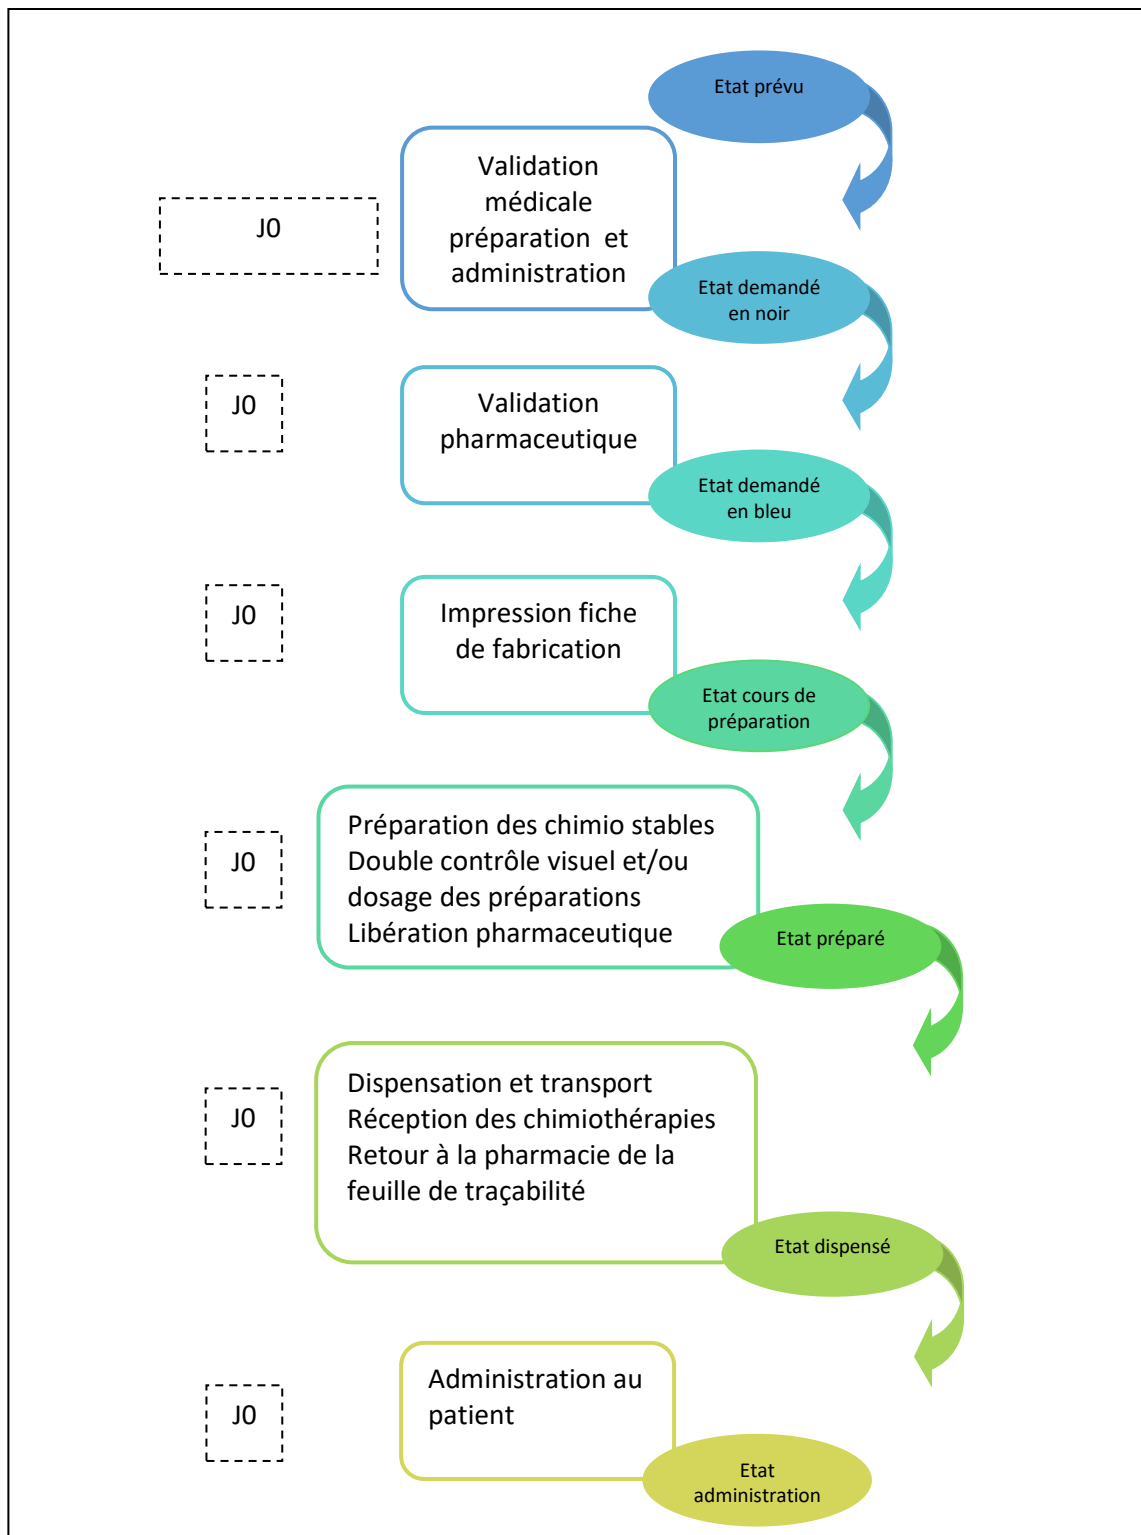 Etat prévu
Validation
médicale
préparation et
administration
J0
Etat demandé
en noir
J0
Validation
pharmaceutique
Etat demandé
en bleu
J0
Impression fiche
de fabrication
Etat cours de
préparation
J0
Préparation des chimio stables
Double contrôle visuel et/ou
dosage des préparations
Libération pharmaceutique
Etat préparé
J0
Dispensation et transport
Réception des chimiothérapies
Retour à la pharmacie de la
feuille de traçabilité
Etat dispensé
J0
Administration au
patient
Etat
administration